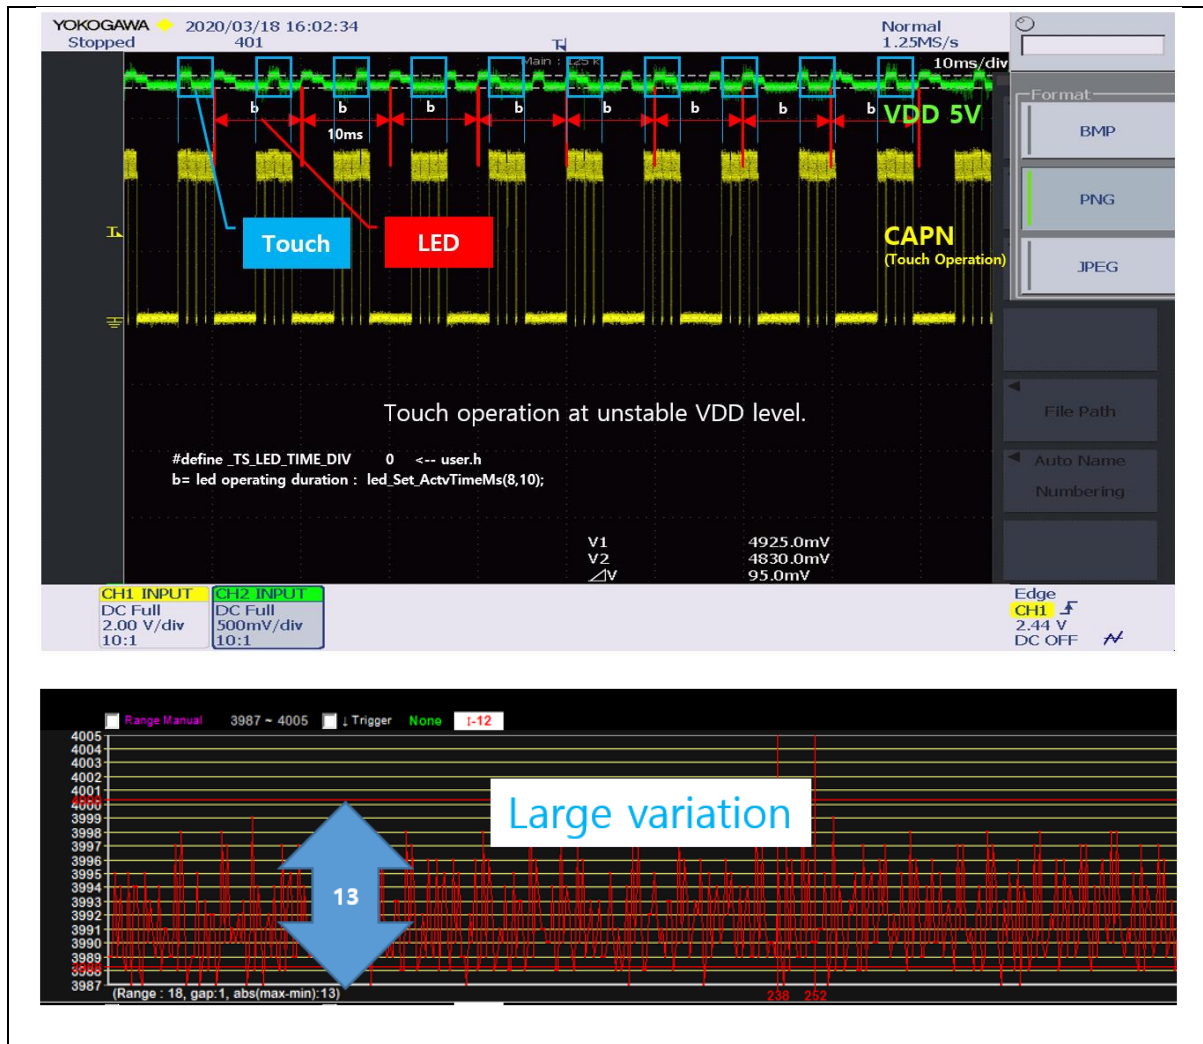 YOKOGAWA 2020/03/18 16:02:34 Normal
Stopped 401 1.25MS/s
Main : 125 k 10ms/div
b b b b b b b b VDD 5V
10ms
Touch LED CAPN
(Touch Operation)
Touch operation at unstable VDD level.
#define _TS_LED_TIME_DIV 0 <-- user.h
b= led operating duration : led_Set_ActvTimeMs(8,10);
V1 4925.0mV
V2 4830.0mV
⊿V 95.0mV
Format
BMP
PNG
JPEG
File Path
Auto Name
Numbering
CH1 INPUT CH2 INPUT Edge
DC Full DC Full CH1
2.00 V/div 500mV/div 2.44 V
10:1 10:1 DC OFF
Range Manual 3987 ~ 4005 ↓ Trigger None I-12
4005
4004
4003
4002
4001
4000
3999
3998
3997
3996
3995
3994
3993
3992
3991
3990
3989
3988
3987
Large variation
13
(Range : 18, gap:1, abs(max-min):13) 238 252